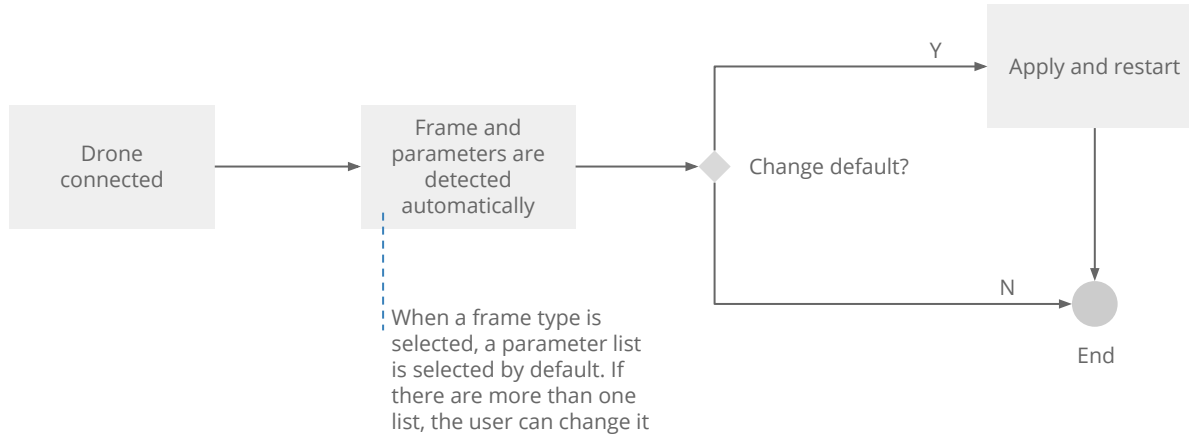 Drone
connected
Frame and
parameters are
detected
automatically
When a frame type is
selected, a parameter list
is selected by default. If
there are more than one
list, the user can change it
Change default?
Y
Apply and restart
N
End